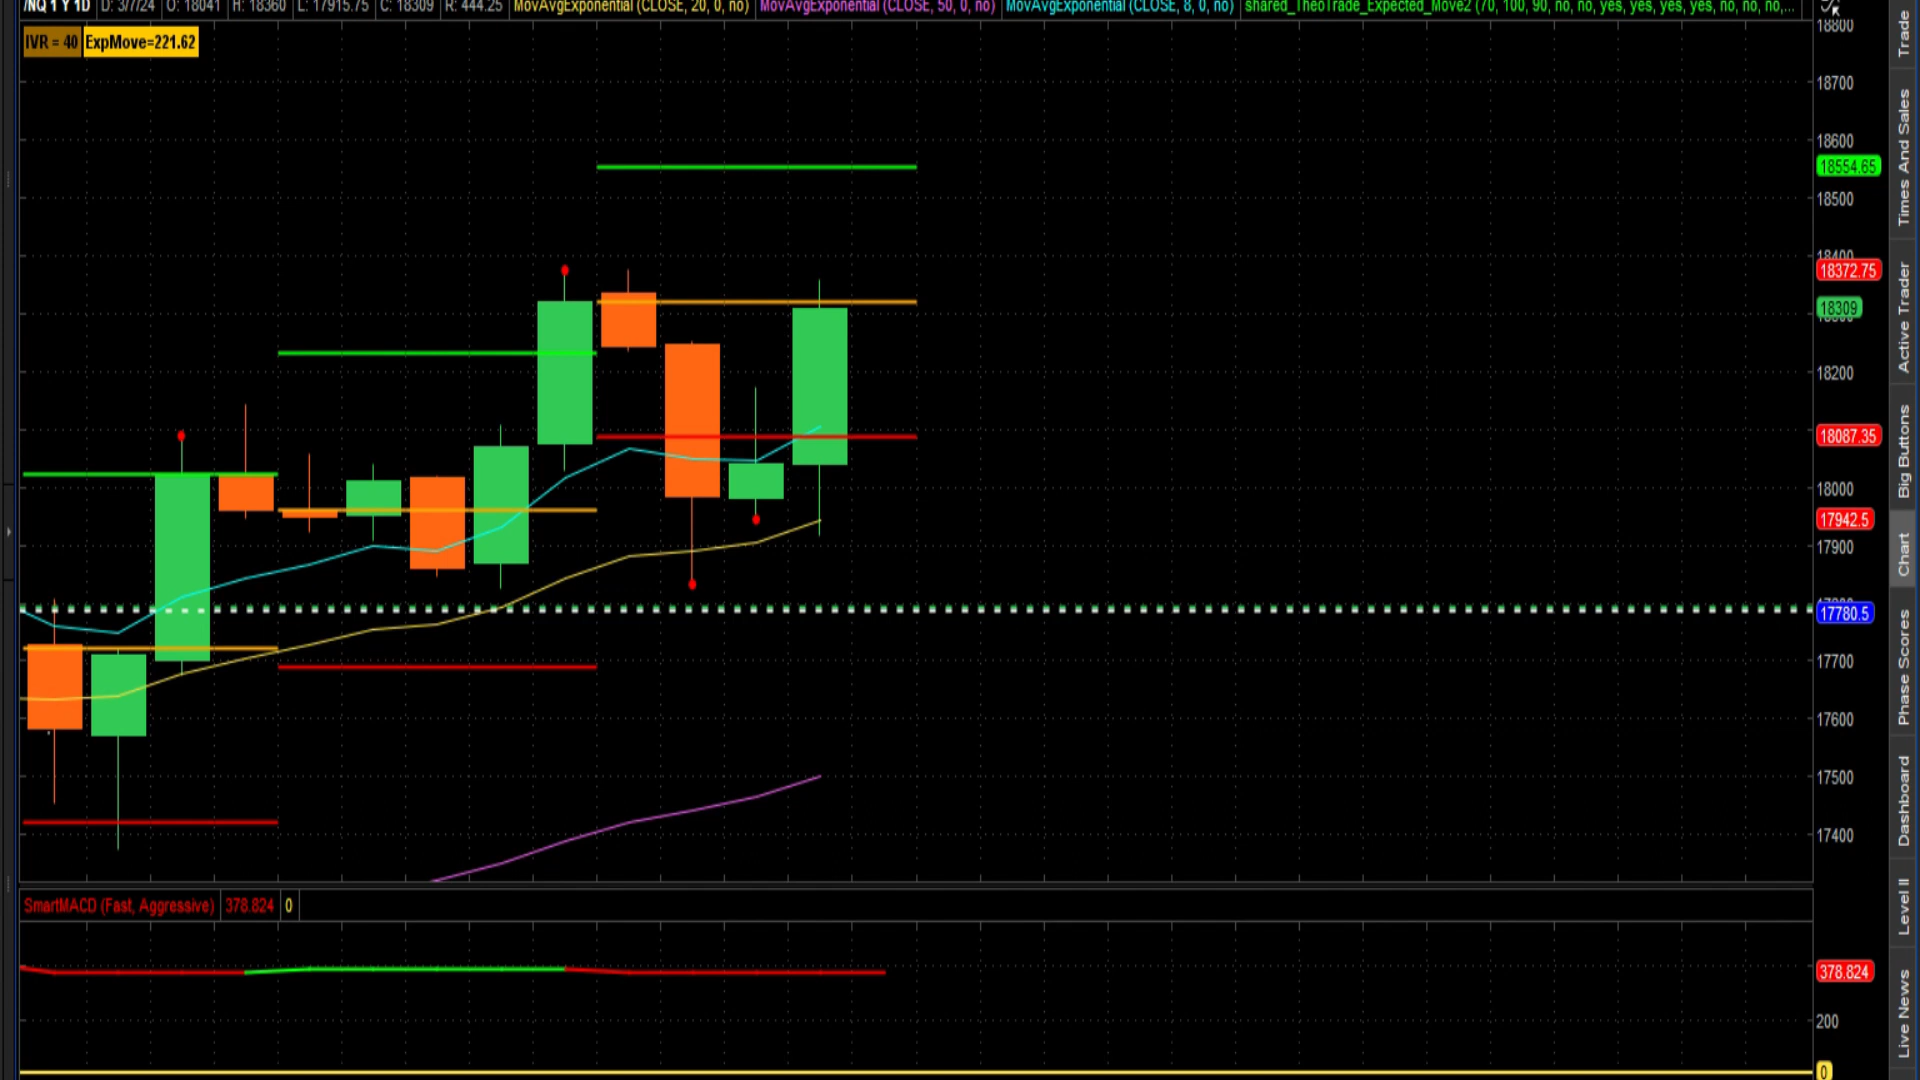 /NQ 1 Y 1D D: 3/7/24 O: 18041 H: 18360 L: 17915.75 C: 18309 R: 444.25 MovAvgExponential (CLOSE, 20, 0, no) MovAvgExponential (CLOSE, 50, 0, no) MovAvgExponential (CLOSE, 8, 0, no) shared_TheoTrade_Expected_Move2 (70, 100, 90, no, no, yes, yes, yes, yes, no, no, no,...
IVR = 40 ExpMove=221.62
18800
18700
18600
18554.65
18500
18400
18372.75
18309
18300
18200
18087.35
18000
17942.5
17900
17780.5
17700
17600
17500
17400
SmartMACD (Fast, Aggressive) 378.824 0
378.824
200
0
Trade
Times And Sales
Active Trader
Big Buttons
Chart
Phase Scores
Dashboard
Level II
Live News